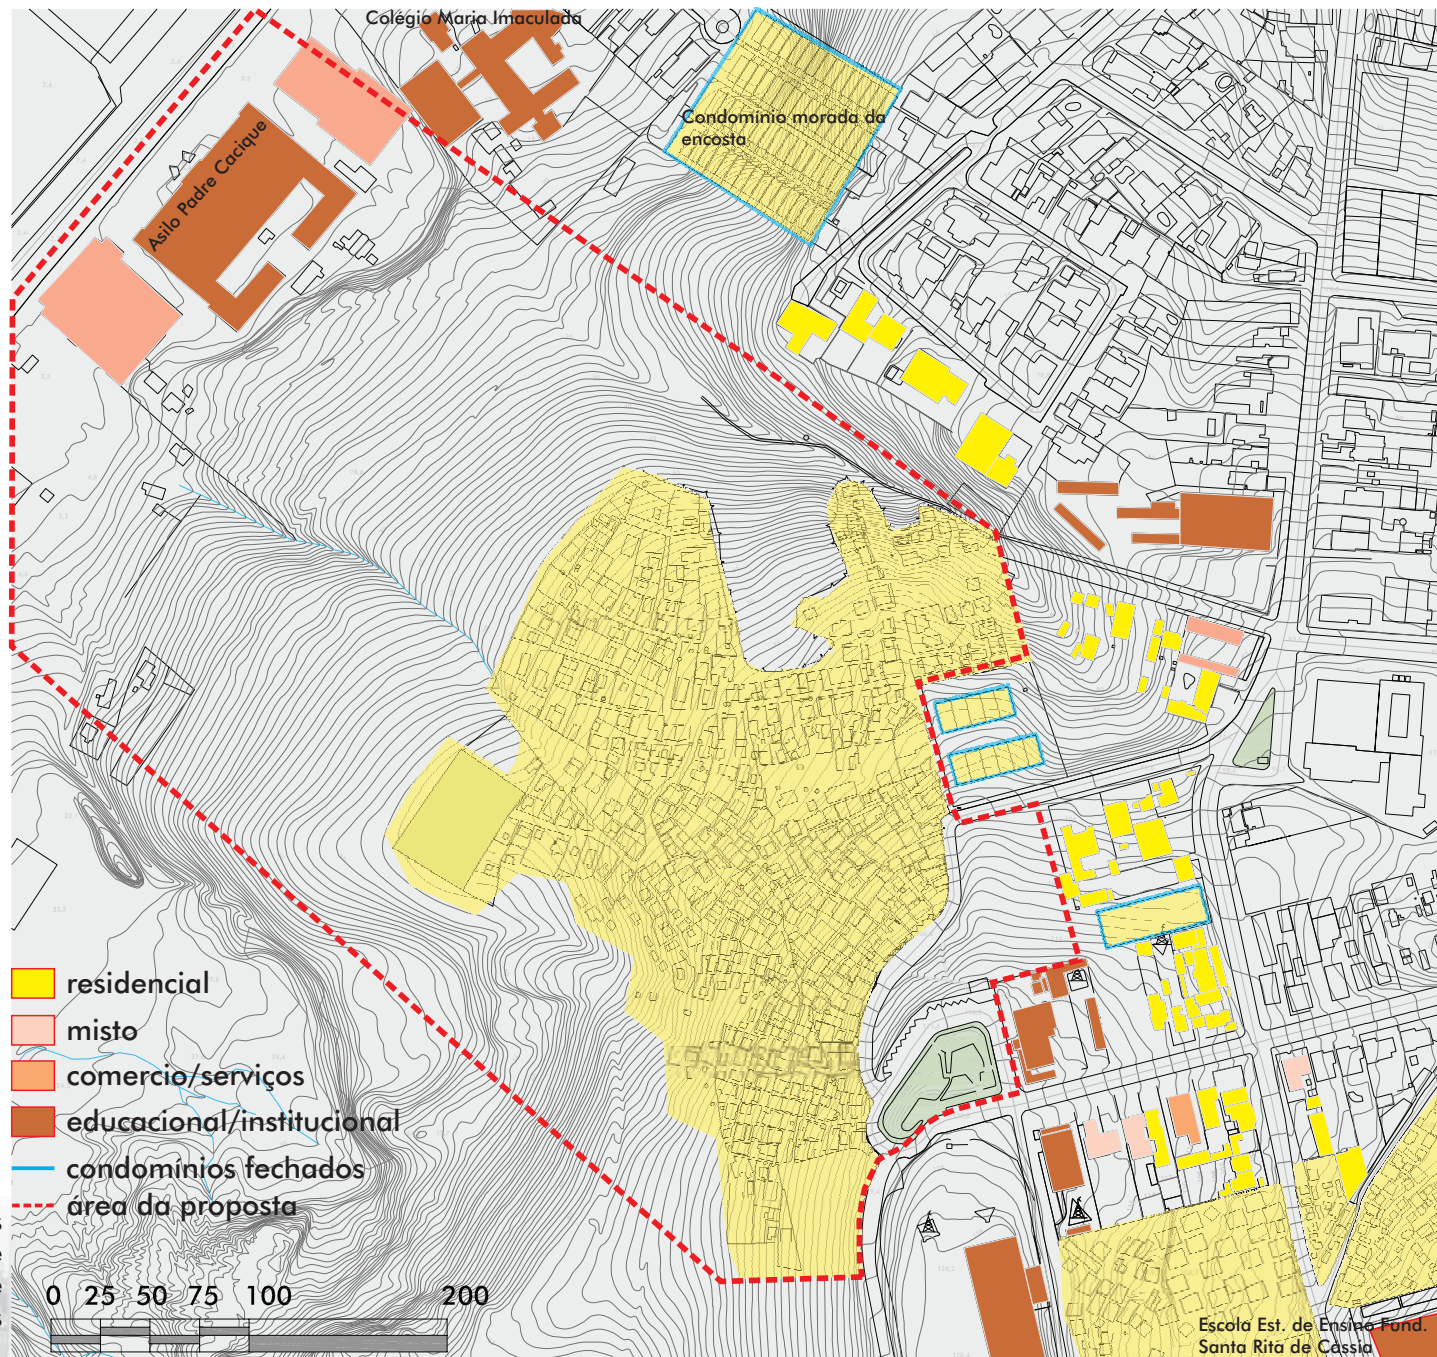 Colégio Maria Imaculada
Condomínio morada da
encosta
Asilo Padre Cacique
residencial
misto
comercio/serviços
educacional/institucional
condomínios fechados
área da proposta
0 25 50 75 100 200
Escola Est. de Ensino Fund.
Santa Rita de Cassia